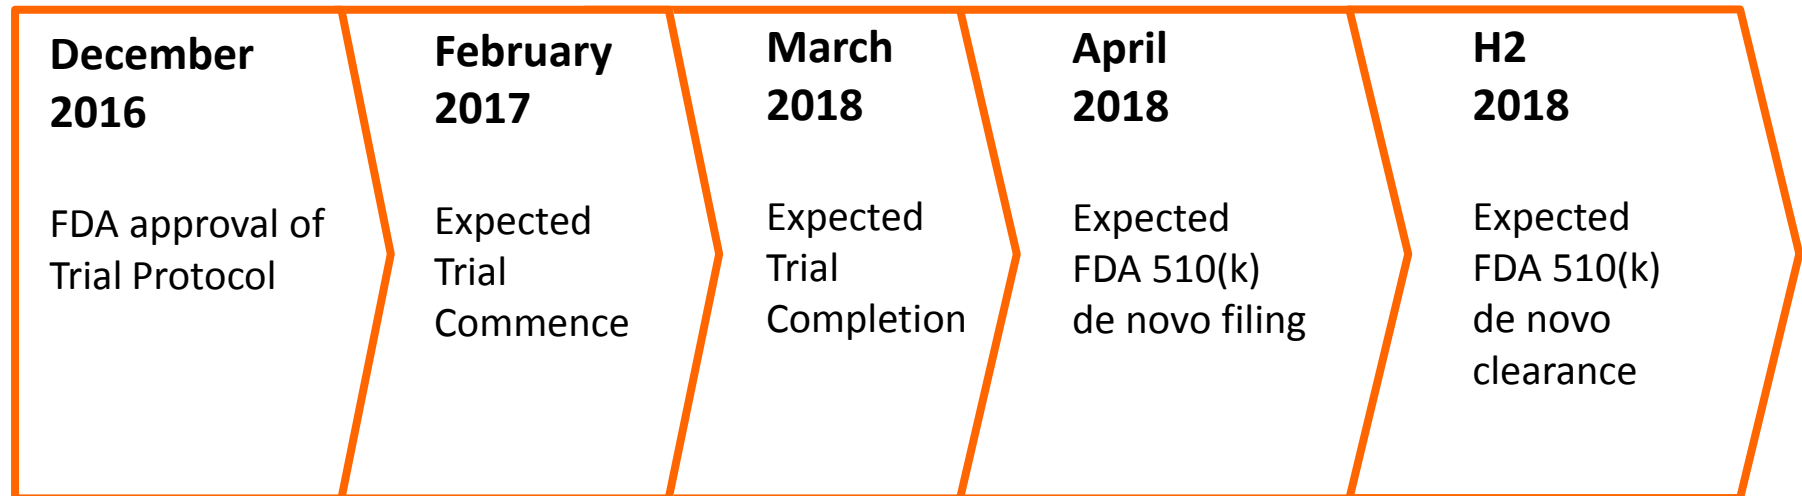 December
2016
FDA approval of
Trial Protocol
February
2017
Expected
Trial
Commence
March
2018
Expected
Trial
Completion
April
2018
Expected
FDA 510(k)
de novo filing
H2
2018
Expected
FDA 510(k)
de novo
clearance